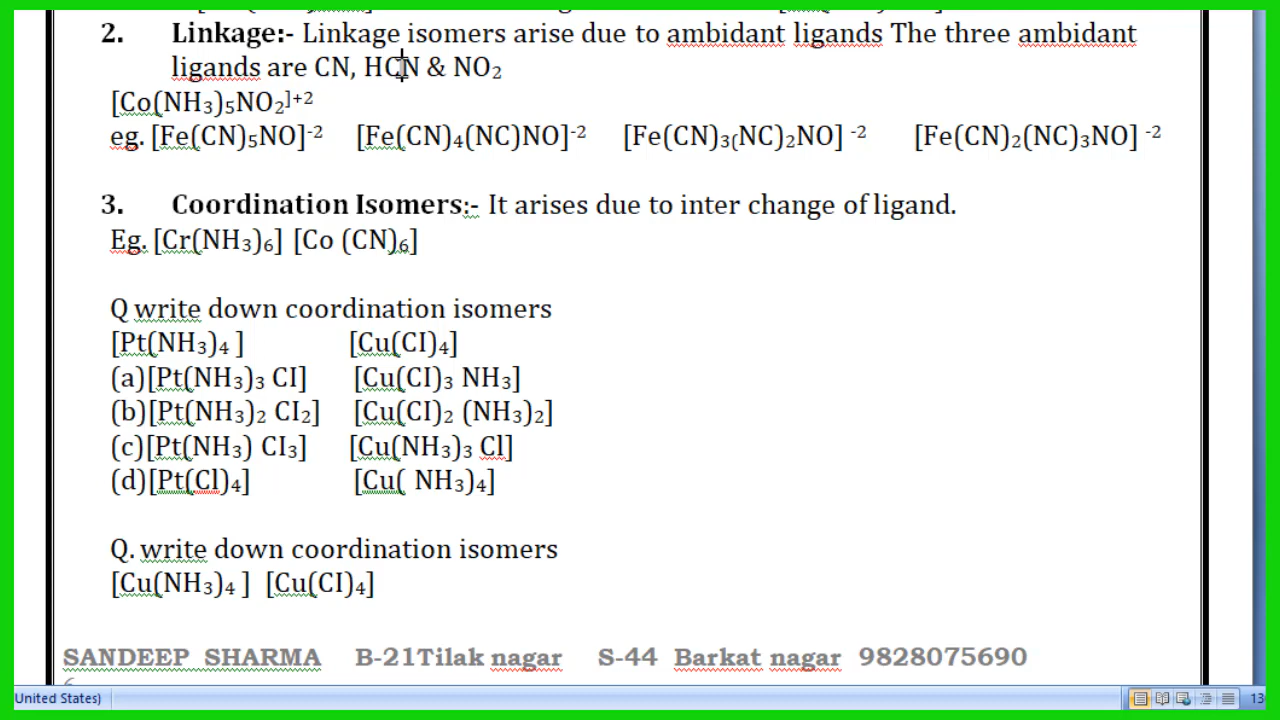 2. Linkage:- Linkage isomers arise due to ambidant ligands The three ambidant
ligands are CN, HCN & NO2
[Co(NH3)5NO2]+2
eg. [Fe(CN)5NO]-2 [Fe(CN)4(NC)NO]-2 [Fe(CN)3(NC)2NO] -2 [Fe(CN)2(NC)3NO] -2
3. Coordination Isomers:- It arises due to inter change of ligand.
Eg. [Cr(NH3)6] [Co (CN)6]
Q write down coordination isomers
[Pt(NH3)4 ] [Cu(CI)4]
(a)[Pt(NH3)3 CI] [Cu(CI)3 NH3]
(b)[Pt(NH3)2 CI2] [Cu(CI)2 (NH3)2]
(c)[Pt(NH3) CI3] [Cu(NH3)3 Cl]
(d)[Pt(Cl)4] [Cu( NH3)4]
Q. write down coordination isomers
[Cu(NH3)4 ] [Cu(CI)4]
SANDEEP SHARMA B-21Tilak nagar S-44 Barkat nagar 9828075690
United States) 13